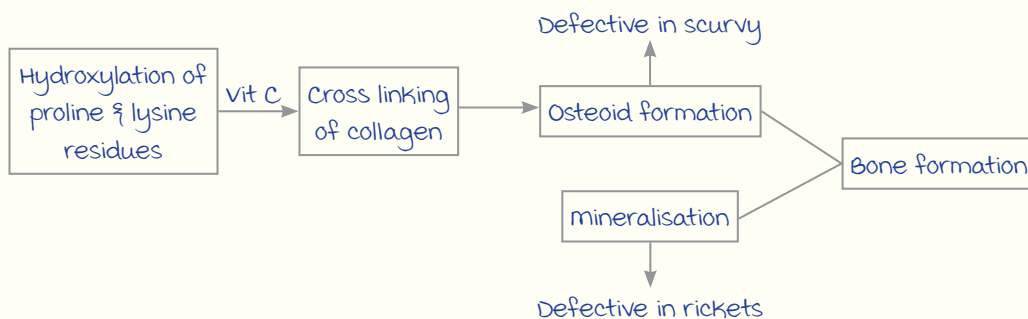 Defective in scurvy
Hydroxylation of
proline & lysine
residues
Vit C
Cross linking
of collagen
Osteoid formation
Bone formation
mineralisation
Defective in rickets